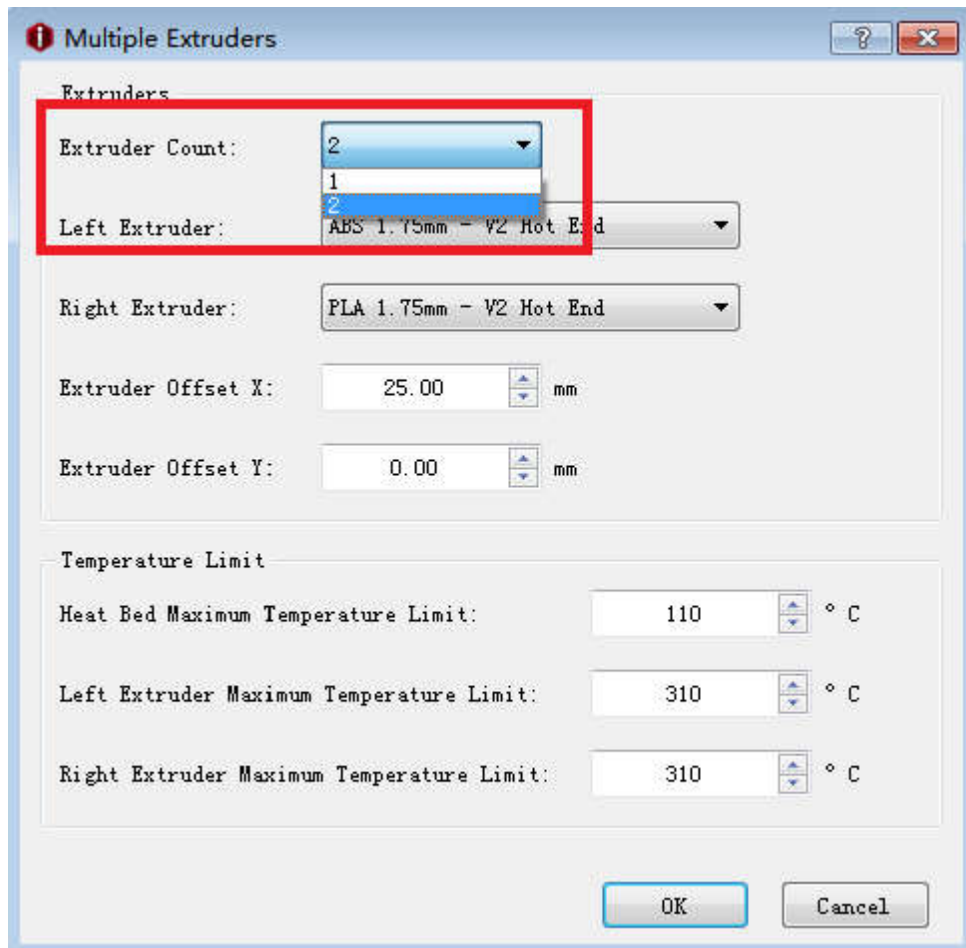 Multiple Extruders
Extruders
Extruder Count: 2
1
2
Left Extruder: ABS 1.75mm - V2 Hot End
Right Extruder: PLA 1.75mm - V2 Hot End
Extruder Offset X: 25.00 mm
Extruder Offset Y: 0.00 mm
Temperature Limit
Heat Bed Maximum Temperature Limit: 110 ° C
Left Extruder Maximum Temperature Limit: 310 ° C
Right Extruder Maximum Temperature Limit: 310 ° C
OK Cancel